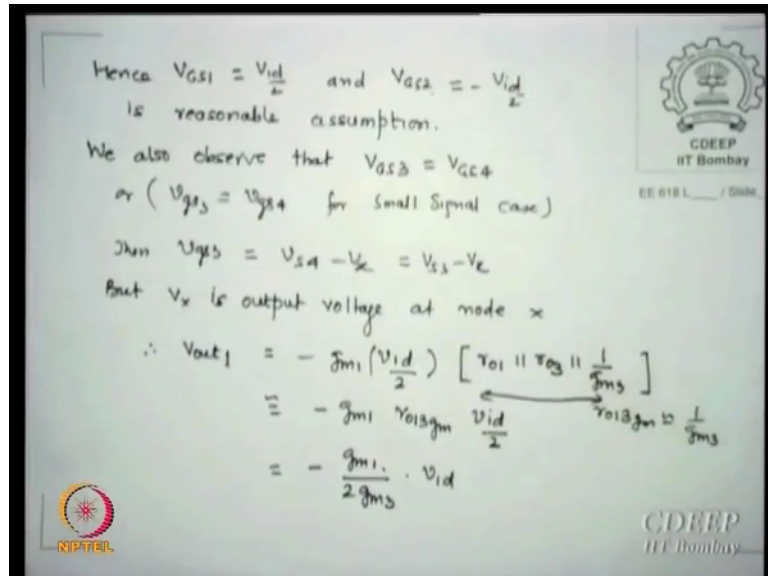 Hence VGS1 = Vid/2 and VGS2 = - Vid/2
is reasonable assumption.
We also observe that VGS3 = VGS4
or ( vgs3 = vgs4 for small signal case)
Then vgs3 = VS4 - Vx = VS3 - Vx
But Vx is output voltage at node x
∴ Vout1 = - gm1 (vid/2) [ ro1 || ro3 || 1/gm3 ]
≅ - gm1 ro13gm vid/2 ro13gm ≅ 1/gm3
= - gm1/2gm3 . vid
CDEEP
IIT Bombay
EE 618 L___ / Slide
NPTEL
CDEEP
IIT Bombay